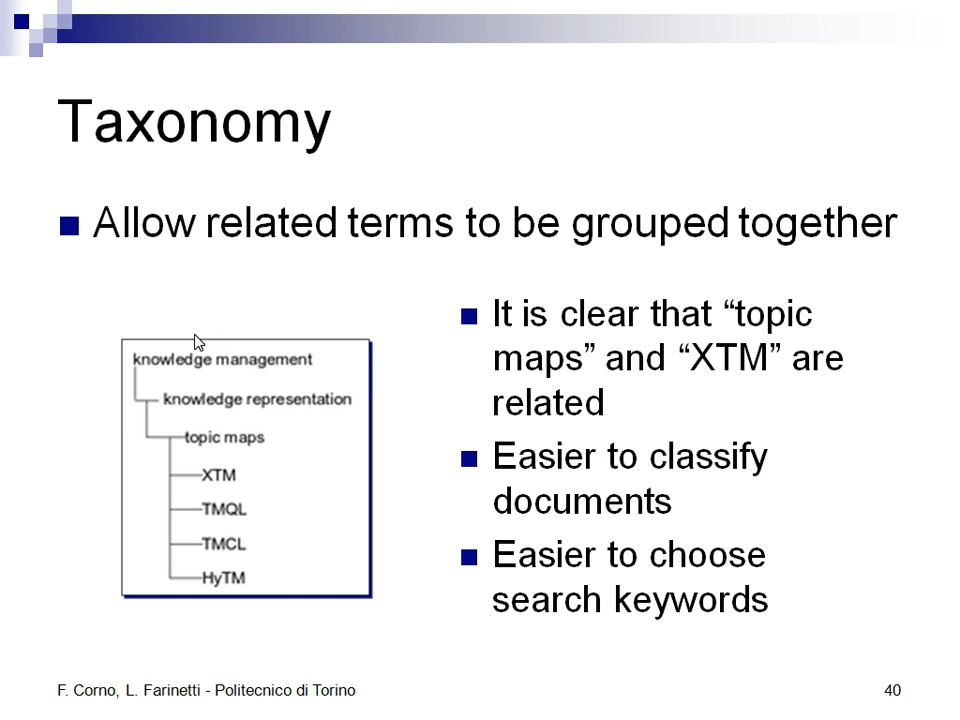 Taxonomy
Allow related terms to be grouped together
knowledge management
knowledge representation
topic maps
XTM
TMQL
TMCL
HyTM
It is clear that “topic
maps” and “XTM” are
related
Easier to classify
documents
Easier to choose
search keywords
F. Corno, L. Farinetti - Politecnico di Torino
40